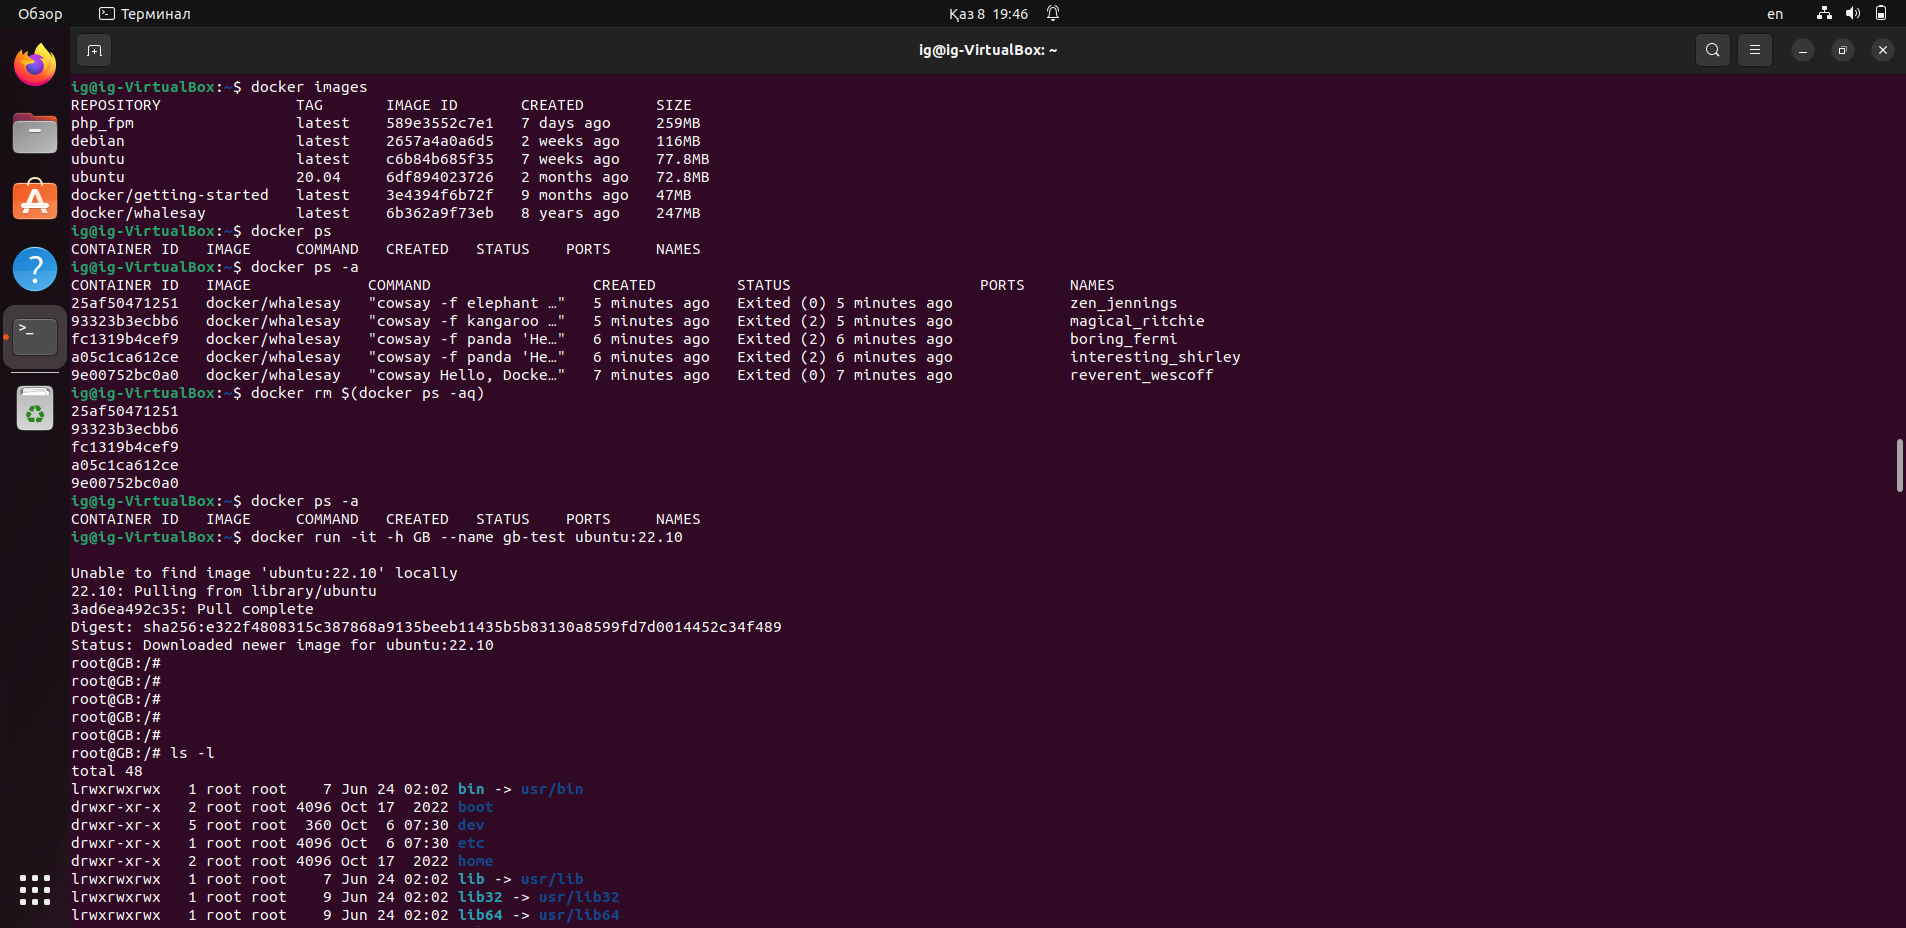 Обзор
Терминал
Қаз 8 19:46
en
ig@ig-VirtualBox: ~
ig@ig-VirtualBox:~$ docker images
REPOSITORY TAG IMAGE ID CREATED SIZE
php_fpm latest 589e3552c7e1 7 days ago 259MB
debian latest 2657a4a0a6d5 2 weeks ago 116MB
ubuntu latest c6b84b685f35 7 weeks ago 77.8MB
ubuntu 20.04 6df894023726 2 months ago 72.8MB
docker/getting-started latest 3e4394f6b72f 9 months ago 47MB
docker/whalesay latest 6b362a9f73eb 8 years ago 247MB
ig@ig-VirtualBox:~$ docker ps
CONTAINER ID IMAGE COMMAND CREATED STATUS PORTS NAMES
ig@ig-VirtualBox:~$ docker ps -a
CONTAINER ID IMAGE COMMAND CREATED STATUS PORTS NAMES
25af50471251 docker/whalesay "cowsay -f elephant …" 5 minutes ago Exited (0) 5 minutes ago zen_jennings
93323b3ecbb6 docker/whalesay "cowsay -f kangaroo …" 5 minutes ago Exited (2) 5 minutes ago magical_ritchie
fc1319b4cef9 docker/whalesay "cowsay -f panda 'He…" 6 minutes ago Exited (2) 6 minutes ago boring_fermi
a05c1ca612ce docker/whalesay "cowsay -f panda 'He…" 6 minutes ago Exited (2) 6 minutes ago interesting_shirley
9e00752bc0a0 docker/whalesay "cowsay Hello, Docke…" 7 minutes ago Exited (0) 7 minutes ago reverent_wescoff
ig@ig-VirtualBox:~$ docker rm $(docker ps -aq)
25af50471251
93323b3ecbb6
fc1319b4cef9
a05c1ca612ce
9e00752bc0a0
ig@ig-VirtualBox:~$ docker ps -a
CONTAINER ID IMAGE COMMAND CREATED STATUS PORTS NAMES
ig@ig-VirtualBox:~$ docker run -it -h GB --name gb-test ubuntu:22.10
Unable to find image 'ubuntu:22.10' locally
22.10: Pulling from library/ubuntu
3ad6ea492c35: Pull complete
Digest: sha256:e322f4808315c387868a9135beeb11435b5b83130a8599fd7d0014452c34f489
Status: Downloaded newer image for ubuntu:22.10
root@GB:/#
root@GB:/#
root@GB:/#
root@GB:/#
root@GB:/#
root@GB:/# ls -l
total 48
lrwxrwxrwx 1 root root 7 Jun 24 02:02 bin -> usr/bin
drwxr-xr-x 2 root root 4096 Oct 17 2022 boot
drwxr-xr-x 5 root root 360 Oct 6 07:30 dev
drwxr-xr-x 1 root root 4096 Oct 6 07:30 etc
drwxr-xr-x 2 root root 4096 Oct 17 2022 home
lrwxrwxrwx 1 root root 7 Jun 24 02:02 lib -> usr/lib
lrwxrwxrwx 1 root root 9 Jun 24 02:02 lib32 -> usr/lib32
lrwxrwxrwx 1 root root 9 Jun 24 02:02 lib64 -> usr/lib64